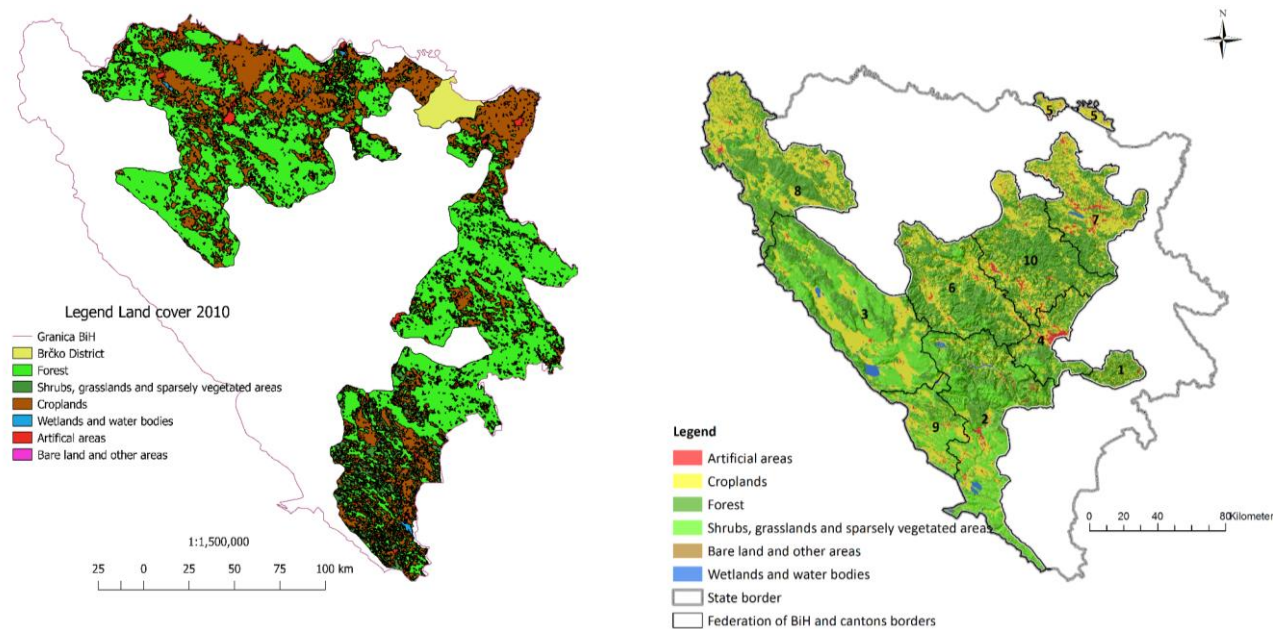 Legend Land cover 2010
Granica BiH
Brčko District
Forest
Shrubs, grasslands and sparsely vegetated areas
Croplands
Wetlands and water bodies
Artifical areas
Bare land and other areas
1:1,500,000
25 0 25 50 75 100 km
N
5
5
8
7
10
6
3
4
1
9
2
Legend
Artificial areas
Croplands
Forest
Shrubs, grasslands and sparsely vegetated areas
Bare land and other areas
Wetlands and water bodies
State border
Federation of BiH and cantons borders
0 20 40 80 Kilometer